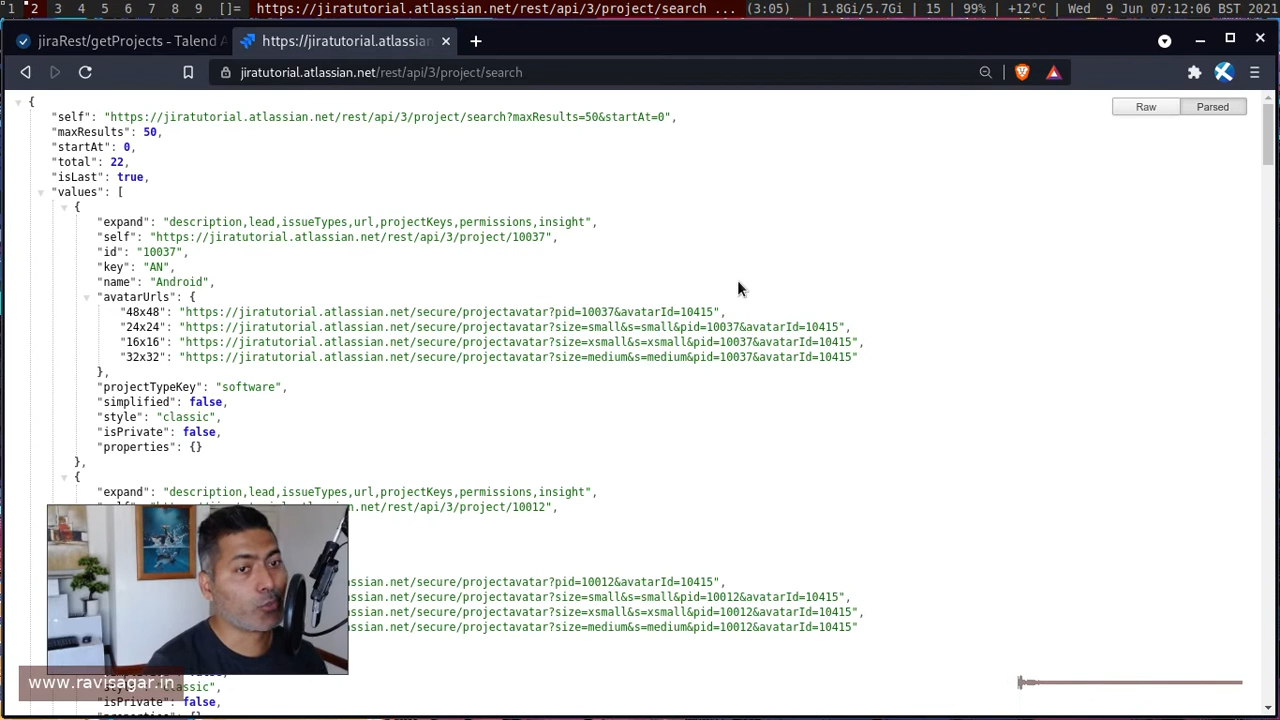 1 2 3 4 5 6 7 8 9 []= https://jiratutorial.atlassian.net/rest/api/3/project/search ... (3:05) | 1.8Gi/5.7Gi | 15 | 99% | +12°C | Wed 9 Jun 07:12:06 BST 2021
jiraRest/getProjects - Talend A
https://jiratutorial.atlassian
jiratutorial.atlassian.net/rest/api/3/project/search
Raw Parsed
{
"self": "https://jiratutorial.atlassian.net/rest/api/3/project/search?maxResults=50&startAt=0",
"maxResults": 50,
"startAt": 0,
"total": 22,
"isLast": true,
"values": [
{
"expand": "description,lead,issueTypes,url,projectKeys,permissions,insight",
"self": "https://jiratutorial.atlassian.net/rest/api/3/project/10037",
"id": "10037",
"key": "AN",
"name": "Android",
"avatarUrls": {
"48x48": "https://jiratutorial.atlassian.net/secure/projectavatar?pid=10037&avatarId=10415",
"24x24": "https://jiratutorial.atlassian.net/secure/projectavatar?size=small&s=small&pid=10037&avatarId=10415",
"16x16": "https://jiratutorial.atlassian.net/secure/projectavatar?size=xsmall&s=xsmall&pid=10037&avatarId=10415",
"32x32": "https://jiratutorial.atlassian.net/secure/projectavatar?size=medium&s=medium&pid=10037&avatarId=10415"
},
"projectTypeKey": "software",
"simplified": false,
"style": "classic",
"isPrivate": false,
"properties": {}
},
{
"expand": "description,lead,issueTypes,url,projectKeys,permissions,insight",
an.net/rest/api/3/project/10012",
ssian.net/secure/projectavatar?pid=10012&avatarId=10415",
ssian.net/secure/projectavatar?size=small&s=small&pid=10012&avatarId=10415",
ssian.net/secure/projectavatar?size=xsmall&s=xsmall&pid=10012&avatarId=10415",
ssian.net/secure/projectavatar?size=medium&s=medium&pid=10012&avatarId=10415"
www.ravisagar.in
"isPrivate": false,